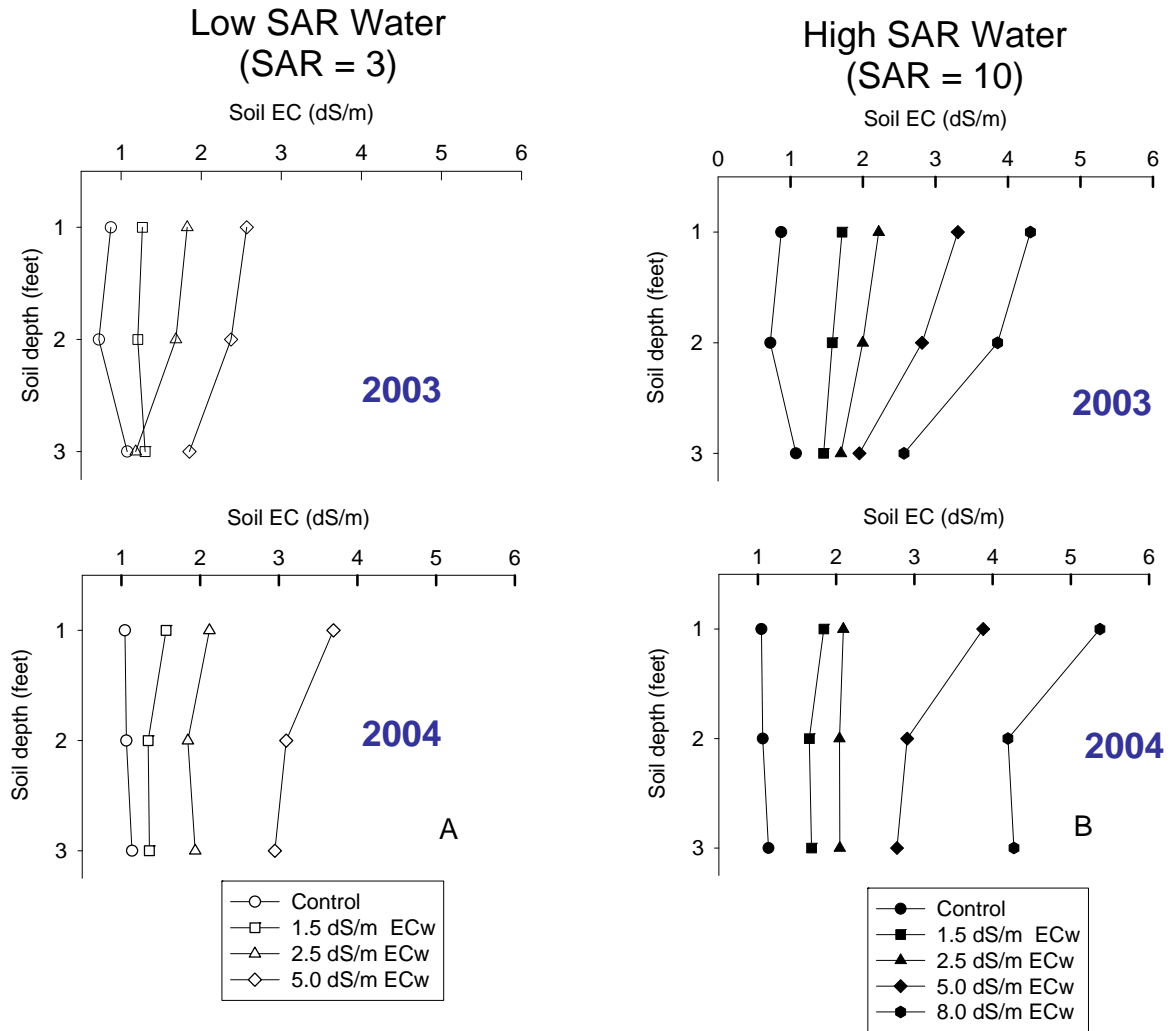 Low SAR Water
(SAR = 3)
Soil EC (dS/m)
1 2 3 4 5 6
Soil depth (feet)
1
2
3
2003
Soil EC (dS/m)
1 2 3 4 5 6
Soil depth (feet)
1
2
3
2004
A
Control
1.5 dS/m ECw
2.5 dS/m ECw
5.0 dS/m ECw
High SAR Water
(SAR = 10)
Soil EC (dS/m)
0 1 2 3 4 5 6
Soil depth (feet)
1
2
3
2003
Soil EC (dS/m)
1 2 3 4 5 6
Soil depth (feet)
1
2
3
2004
B
Control
1.5 dS/m ECw
2.5 dS/m ECw
5.0 dS/m ECw
8.0 dS/m ECw